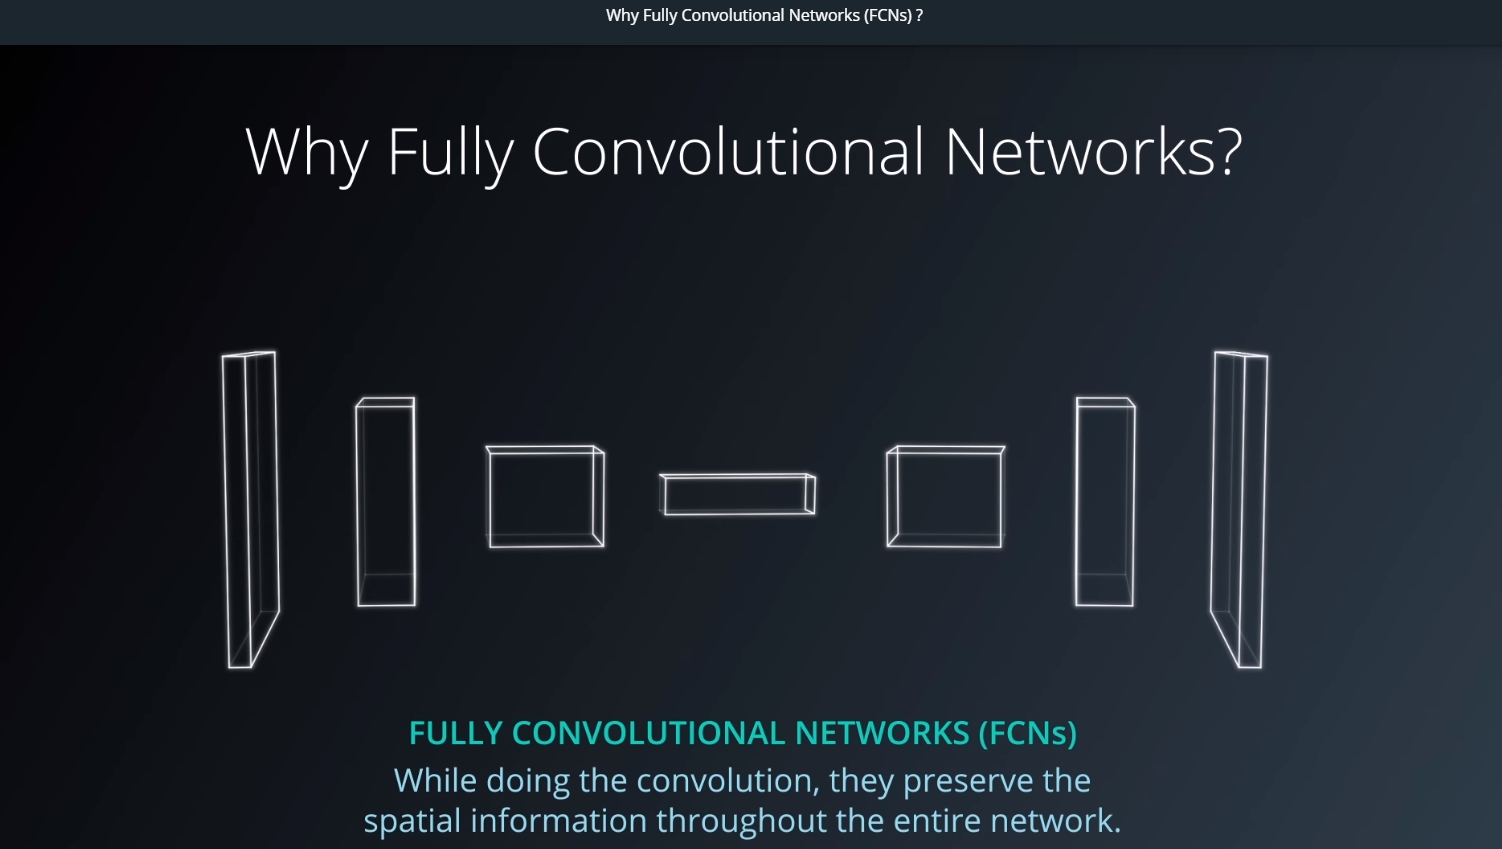 Why Fully Convolutional Networks (FCNs) ?
Why Fully Convolutional Networks?
FULLY CONVOLUTIONAL NETWORKS (FCNs)
While doing the convolution, they preserve the
spatial information throughout the entire network.